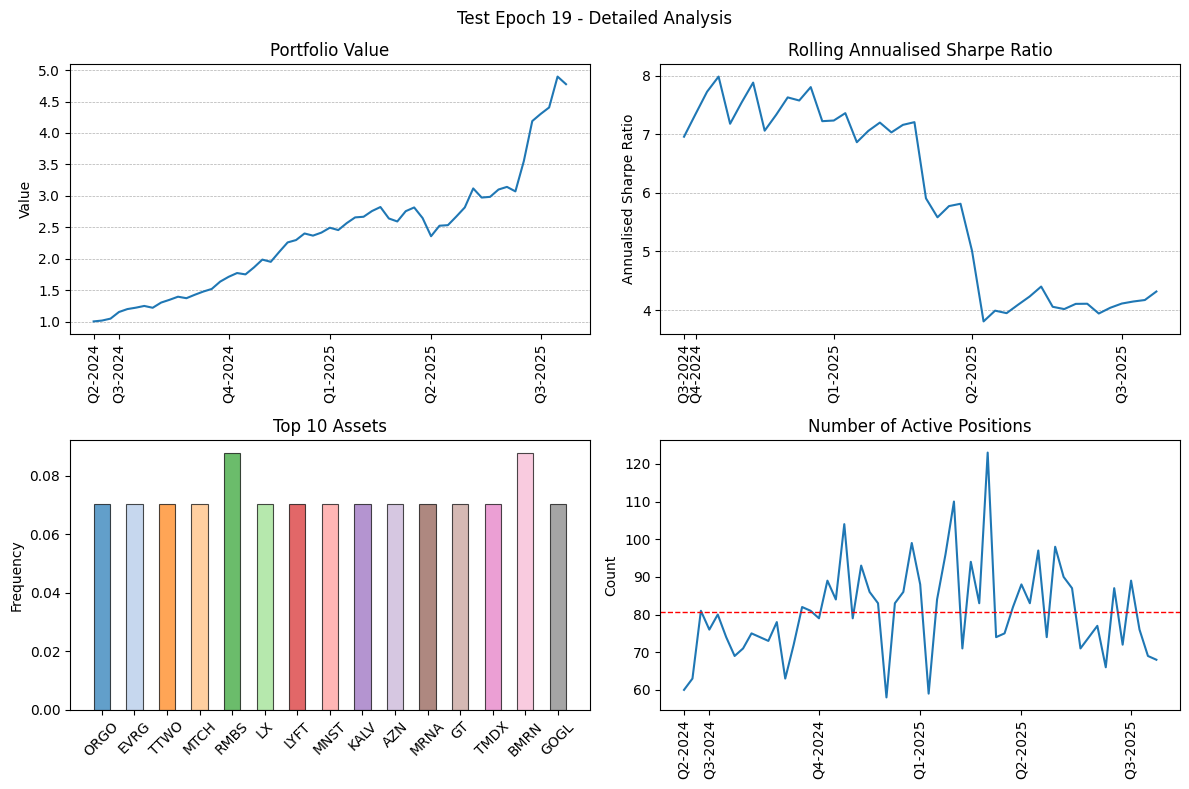 Test Epoch 19 - Detailed Analysis
Portfolio Value
Value
5.0
4.5
4.0
3.5
3.0
2.5
2.0
1.5
1.0
Q2-2024
Q3-2024
Q4-2024
Q1-2025
Q2-2025
Q3-2025
Rolling Annualised Sharpe Ratio
Annualised Sharpe Ratio
8
7
6
5
4
Q3-2024
Q4-2024
Q1-2025
Q2-2025
Q3-2025
Top 10 Assets
Frequency
0.08
0.06
0.04
0.02
0.00
ORGO
EVRG
TTWO
MTCH
RMBS
LX
LYFT
MNST
KALV
AZN
MRNA
GT
TMDX
BMRN
GOGL
Number of Active Positions
Count
120
110
100
90
80
70
60
Q2-2024
Q3-2024
Q4-2024
Q1-2025
Q2-2025
Q3-2025